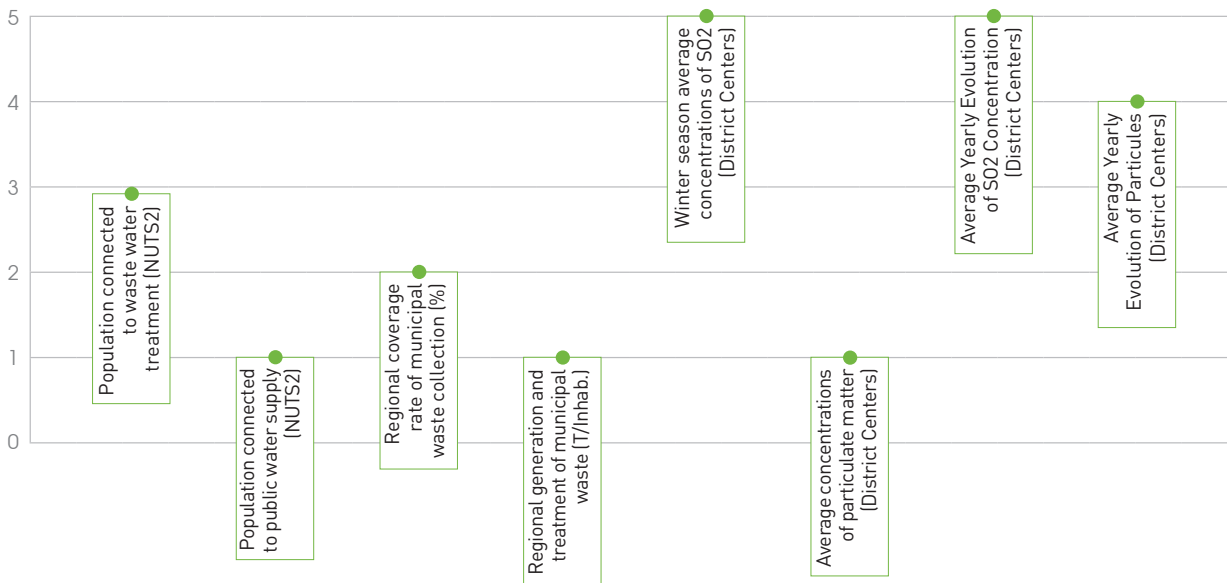 5
4
3
2
1
0
Population connected
to waste water
treatment (NUTS2)
Population connected
to public water supply
(NUTS2)
Regional coverage
rate of municipal
waste collection (%)
Regional generation and
treatment of municipal
waste (T/Inhab.)
Winter season average
concentrations of SO2
(District Centers)
Average concentrations
of particulate matter
(District Centers)
Average Yearly Evolution
of SO2 Concentration
(District Centers)
Average Yearly
Evolution of Particules
(District Centers)